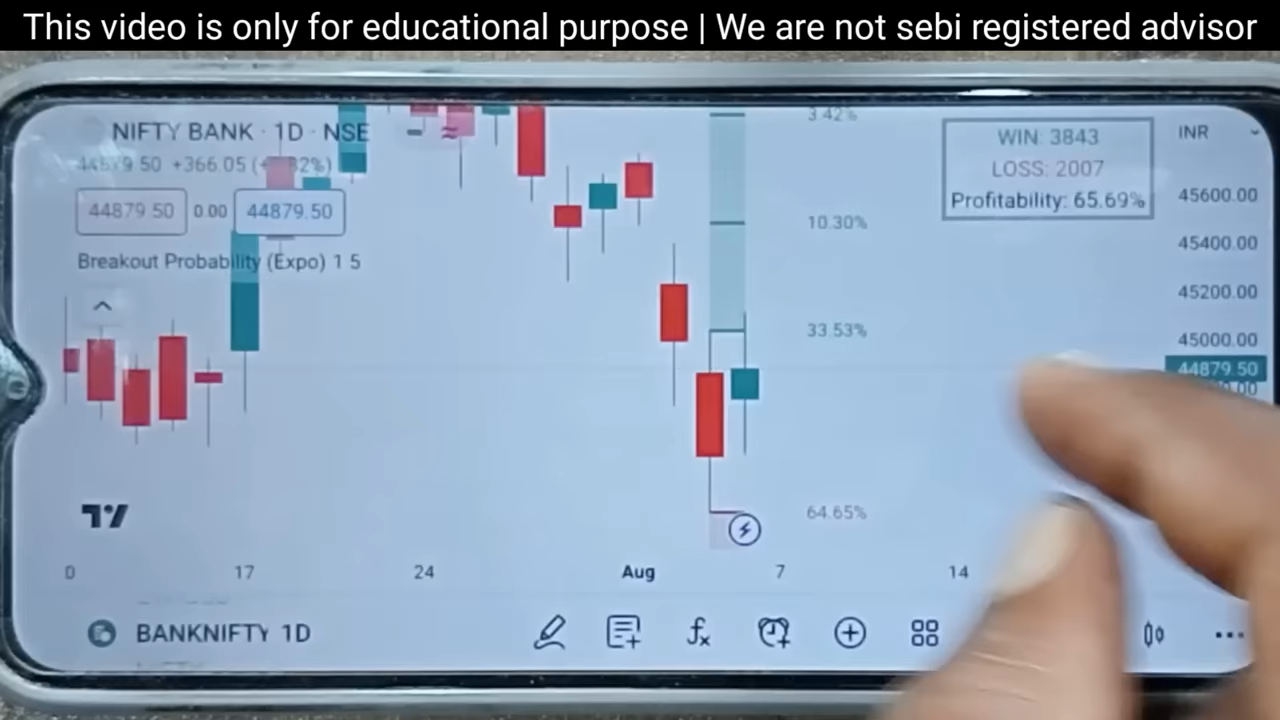 This video is only for educational purpose | We are not sebi registered advisor
NIFTY BANK · 1D · NSE
+366.05
44879.50 0.00 44879.50
Breakout Probability (Expo) 1 5
3.42%
10.30%
33.53%
64.65%
WIN: 3843
LOSS: 2007
Profitability: 65.69%
INR
45600.00
45400.00
45200.00
45000.00
44879.50
0 17 24 Aug 7 14
BANKNIFTY 1D